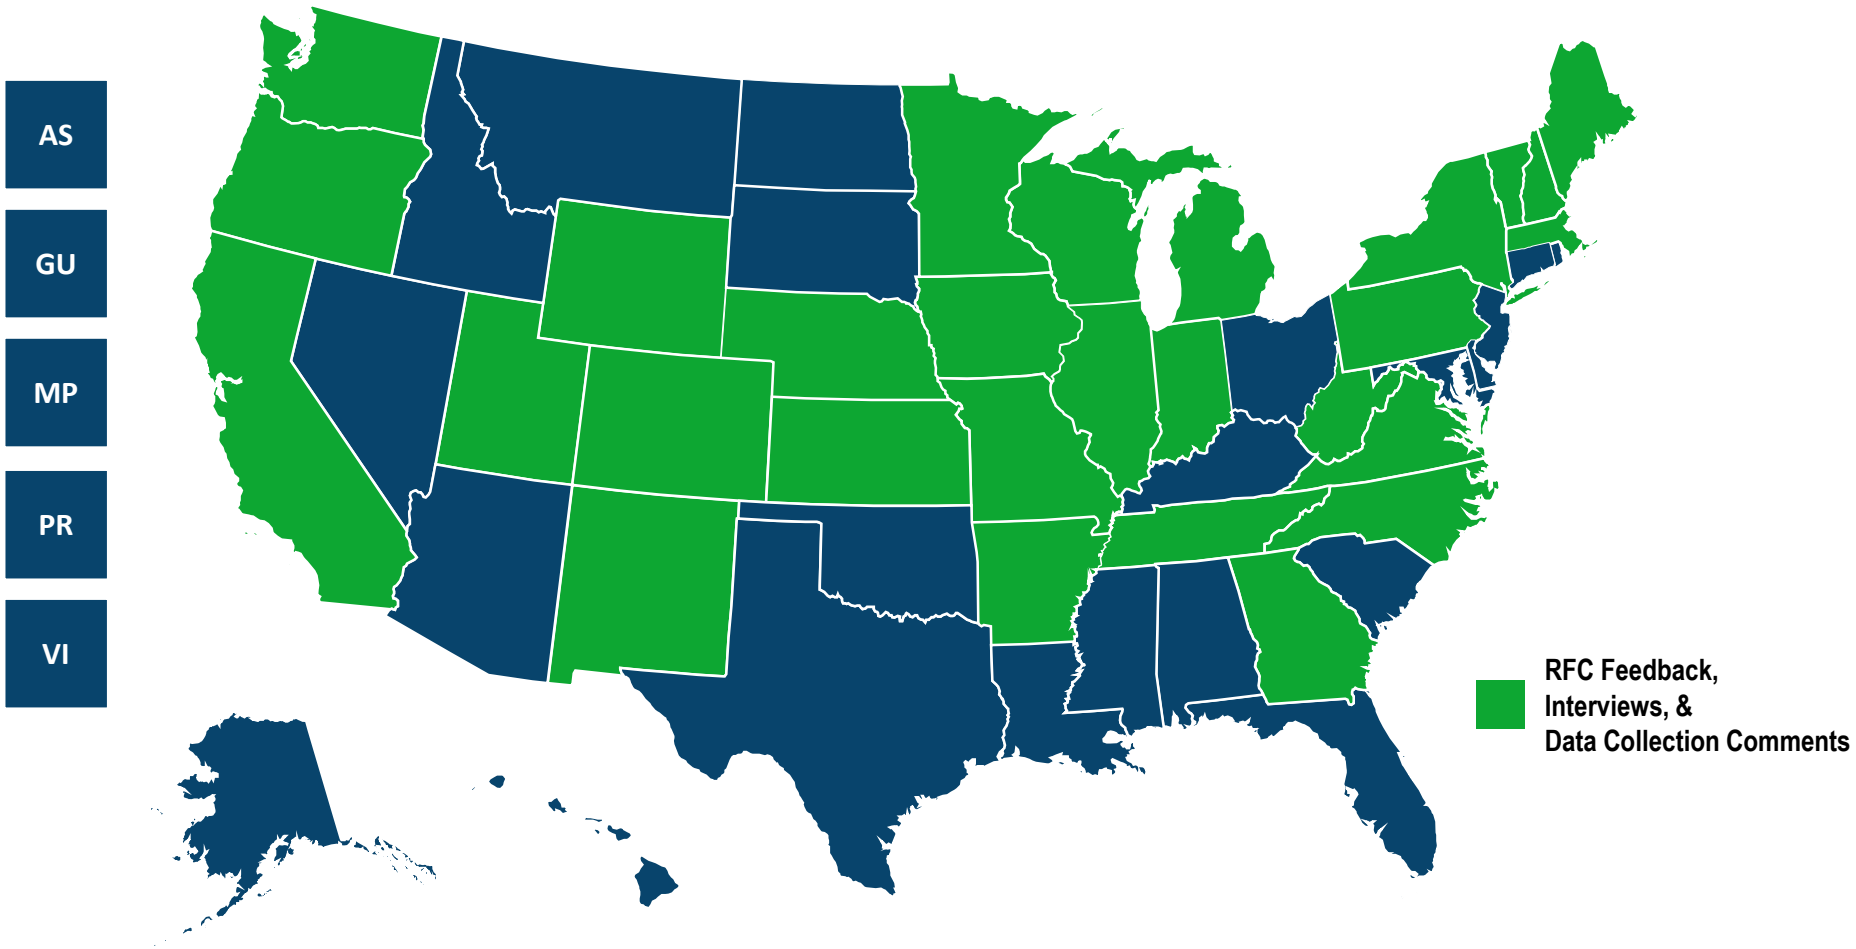 AS
GU
MP
PR
VI
RFC Feedback,
Interviews, &
Data Collection Comments